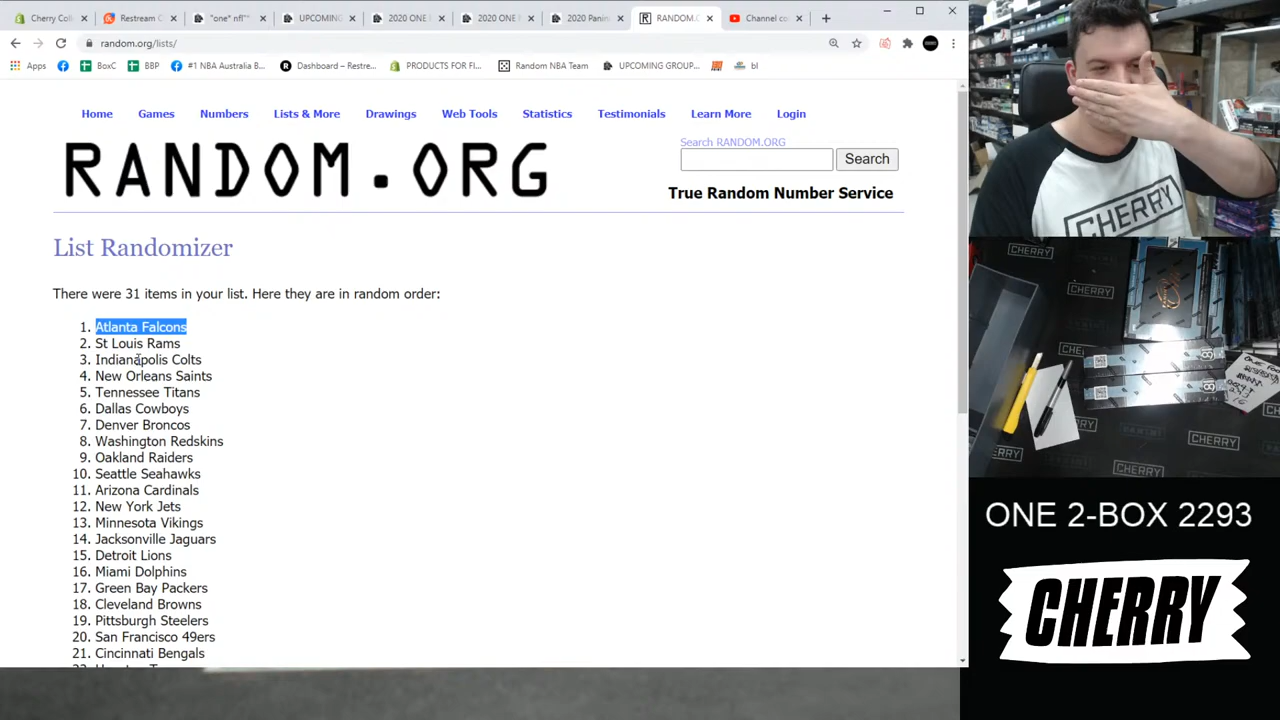 Cherry Coll
Restream C
*one* nfl"
UPCOMING
2020 ONE
2020 ONE
2020 Panin
RANDOM.
Channel co
random.org/lists/
Apps
BoxC
BBP
#1 NBA Australia B...
Dashboard – Restre...
PRODUCTS FOR FI...
Random NBA Team
UPCOMING GROUP...
bl
Home
Games
Numbers
Lists & More
Drawings
Web Tools
Statistics
Testimonials
Learn More
Login
RANDOM.ORG
Search RANDOM.ORG
Search
True Random Number Service
List Randomizer
There were 31 items in your list. Here they are in random order:
1. Atlanta Falcons
2. St Louis Rams
3. Indianapolis Colts
4. New Orleans Saints
5. Tennessee Titans
6. Dallas Cowboys
7. Denver Broncos
8. Washington Redskins
9. Oakland Raiders
10. Seattle Seahawks
11. Arizona Cardinals
12. New York Jets
13. Minnesota Vikings
14. Jacksonville Jaguars
15. Detroit Lions
16. Miami Dolphins
17. Green Bay Packers
18. Cleveland Browns
19. Pittsburgh Steelers
20. San Francisco 49ers
21. Cincinnati Bengals
CHERRY
CHERRY
CHERRY
CHERRY
CHERRY
ONE 2-BOX 2293
CHERRY